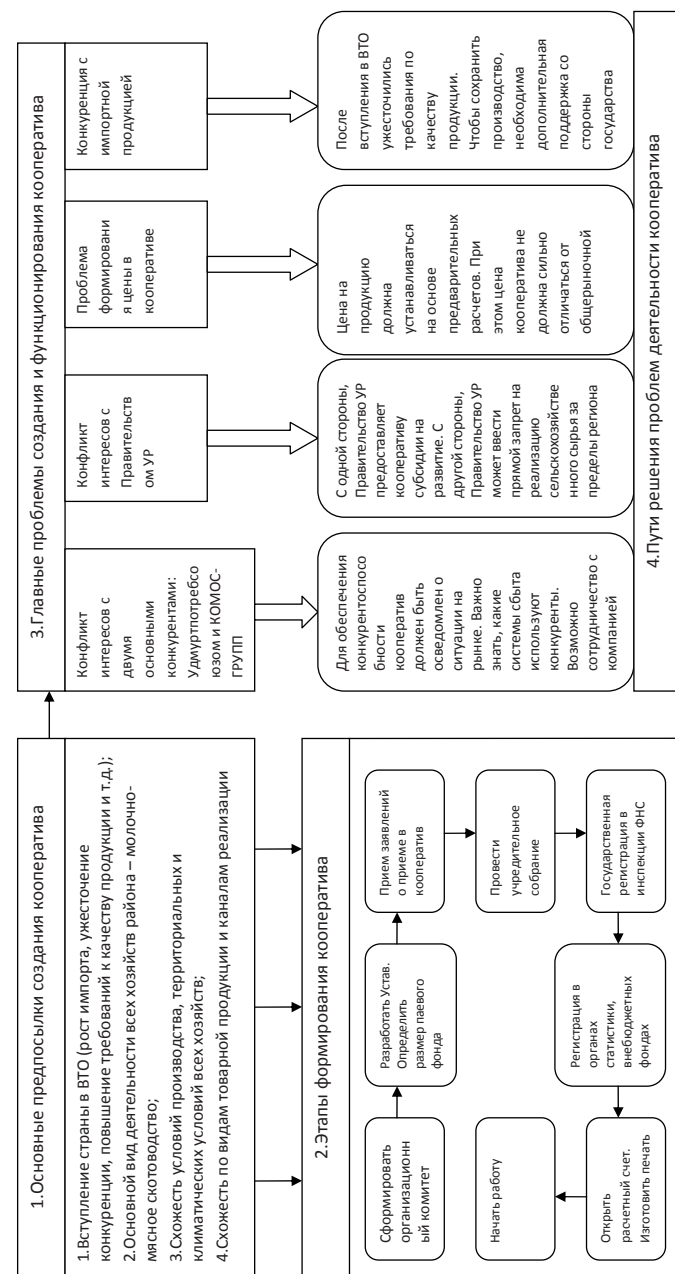 1.Основные предпосылки создания кооператива
1.Вступление страны в ВТО (рост импорта, ужесточение
конкуренции, повышение требований к качеству продукции и т.д.);
2.Основной вид деятельности всех хозяйств района – молочно-
мясное скотоводство;
3.Схожесть условий производства, территориальных и
климатических условий всех хозяйств;
4.Схожесть по видам товарной продукции и каналам реализации
2.Этапы формирования кооператива
Сформировать
организационн
ый комитет
Разработать Устав.
Определить
размер паевого
фонда
Прием заявлений
о приеме в
кооператив
Провести
учредительное
собрание
Государственная
регистрация в
инспекции ФНС
Регистрация в
органах
статистики,
внебюджетных
фондах
Открыть
расчетный счет.
Изготовить печать
Начать работу
3.Главные проблемы создания и функционирования кооператива
Конфликт
интересов с
двумя
основными
конкурентами:
Удмуртпотребсо
юзом и КОМОС-
ГРУПП
Конфликт
интересов с
Правительств
ом УР
Проблема
формировани
я цены в
кооперативе
Конкуренция с
импортной
продукцией
Для обеспечения
конкурентоспосо
бности
кооператив
должен быть
осведомлен о
ситуации на
рынке. Важно
знать, какие
системы сбыта
используют
конкуренты.
Возможно
сотрудничество с
компанией
С одной стороны,
Правительство УР
предоставляет
кооперативу
субсидии на
развитие. С
другой стороны,
Правительство УР
может ввести
прямой запрет на
реализацию
сельскохозяйстве
нного сырья за
пределы региона
Цена на
продукцию
должна
устанавливаться
на основе
предварительных
расчетов. При
этом цена
кооператива не
должна сильно
отличаться от
общерыночной
После
вступления в ВТО
ужесточились
требования по
качеству
продукции.
Чтобы сохранить
производство,
необходима
дополнительная
поддержка со
стороны
государства
4.Пути решения проблем деятельности кооператива